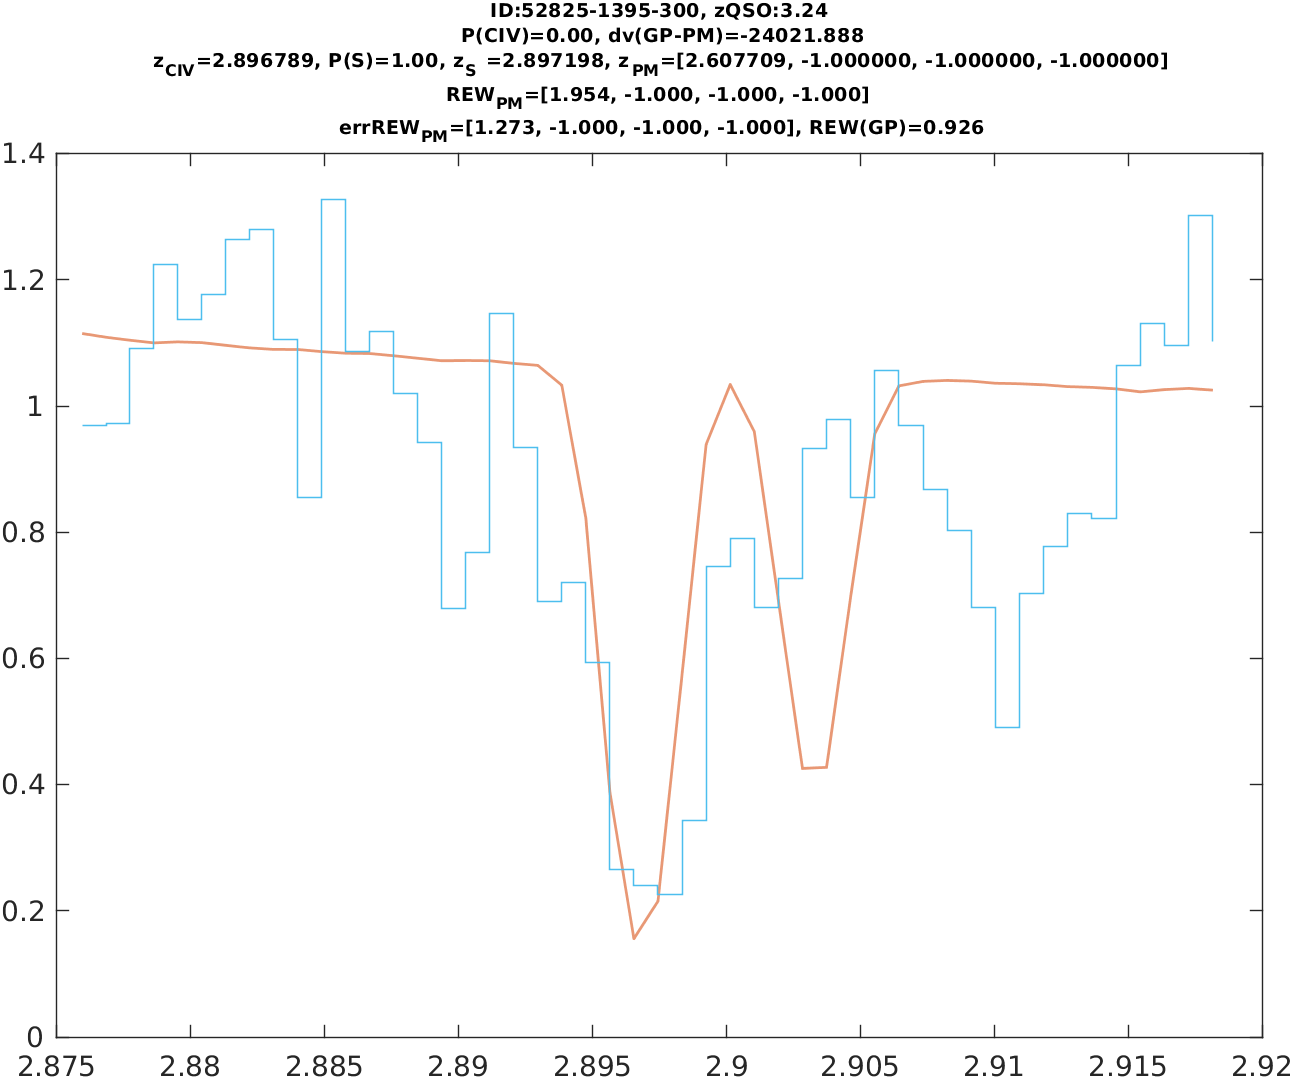 ID:52825-1395-300, zQSO:3.24
P(CIV)=0.00, dv(GP-PM)=-24021.888
zCIV=2.896789, P(S)=1.00, zS =2.897198, zPM=[2.607709, -1.000000, -1.000000, -1.000000]
REWPM=[1.954, -1.000, -1.000, -1.000]
errREWPM=[1.273, -1.000, -1.000, -1.000], REW(GP)=0.926
1.4
1.2
1
0.8
0.6
0.4
0.2
0
2.875 2.88 2.885 2.89 2.895 2.9 2.905 2.91 2.915 2.92